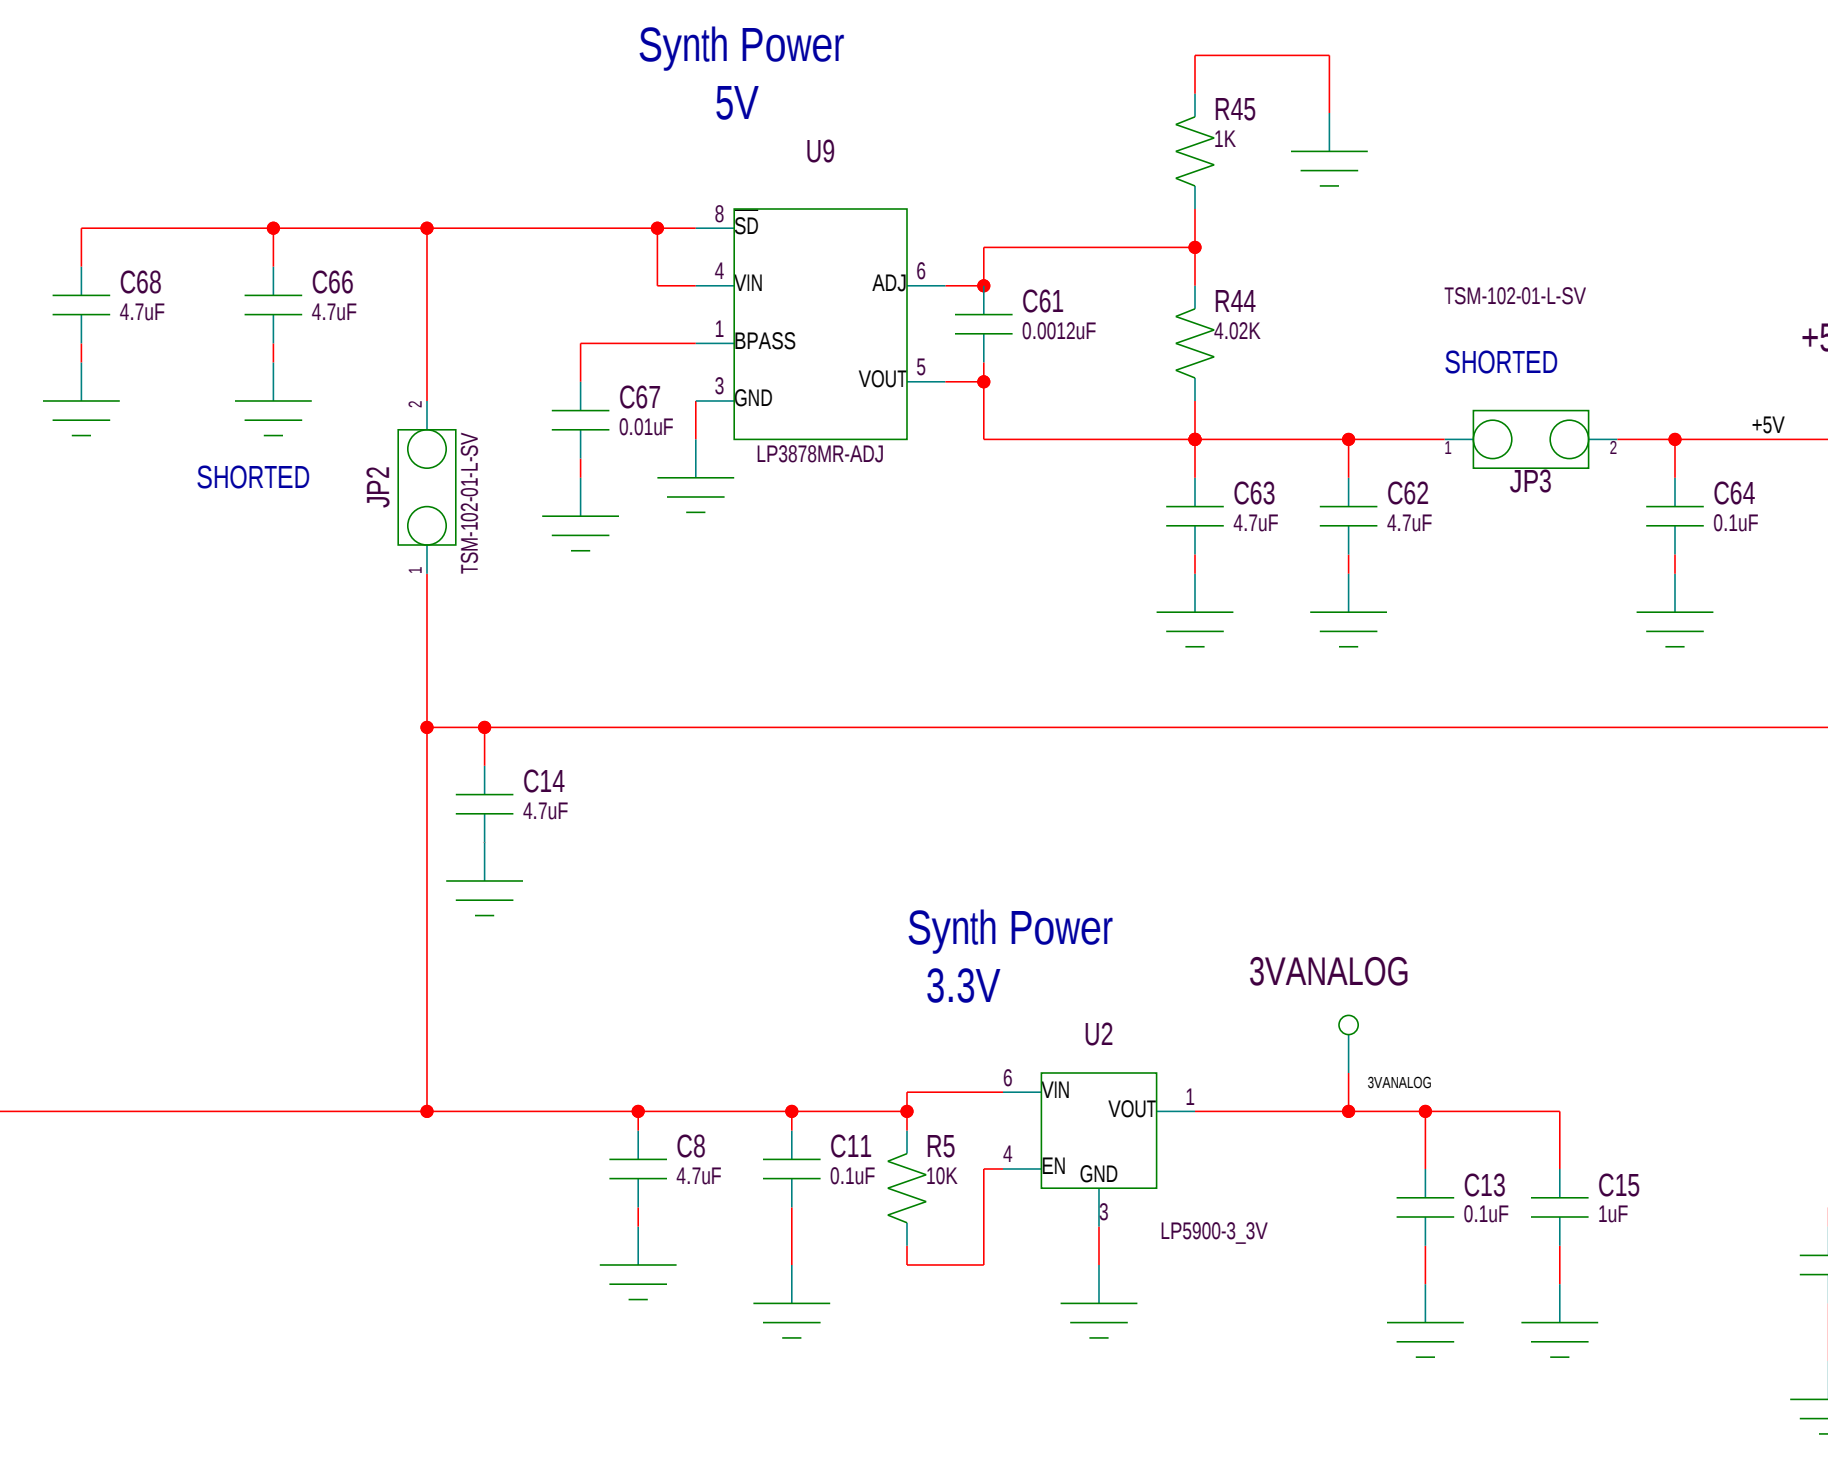 Synth Power
5V
U9
R45
1K
8
SD
4
VIN
1
BPASS
3
GND
ADJ
6
VOUT
5
LP3878MR-ADJ
C68
4.7uF
C66
4.7uF
C67
0.01uF
C61
0.0012uF
R44
4.02K
TSM-102-01-L-SV
SHORTED
+5
+5V
1
2
JP3
C63
4.7uF
C62
4.7uF
C64
0.1uF
SHORTED
2
JP2
TSM-102-01-L-SV
1
C14
4.7uF
Synth Power
3.3V
3VANALOG
U2
3VANALOG
6
VIN
VOUT
1
4
EN
GND
3
LP5900-3_3V
C8
4.7uF
C11
0.1uF
R5
10K
C13
0.1uF
C15
1uF